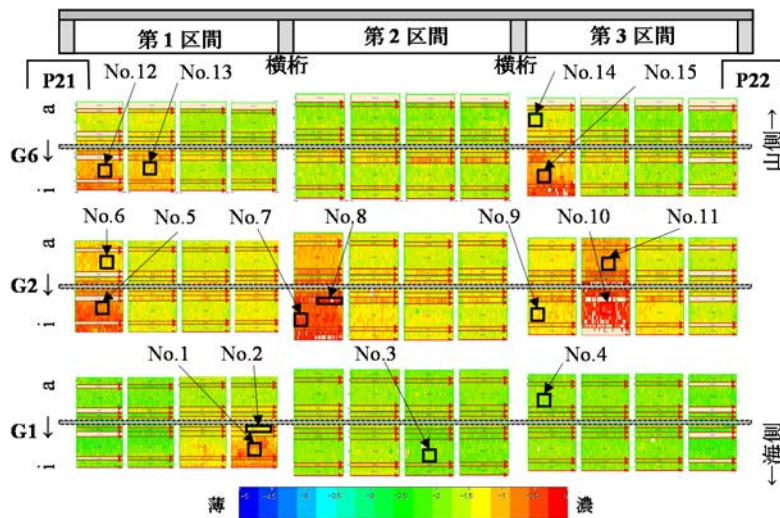 第1区間 第2区間 第3区間
横桁 横桁
P21 P22
No.12 No.13 No.14 No.15
a
G6
i
山側→
No.6 No.5 No.7 No.8 No.9 No.10 No.11
a
G2
i
No.1 No.2 No.3 No.4
a
G1
i
←海側
薄 濃